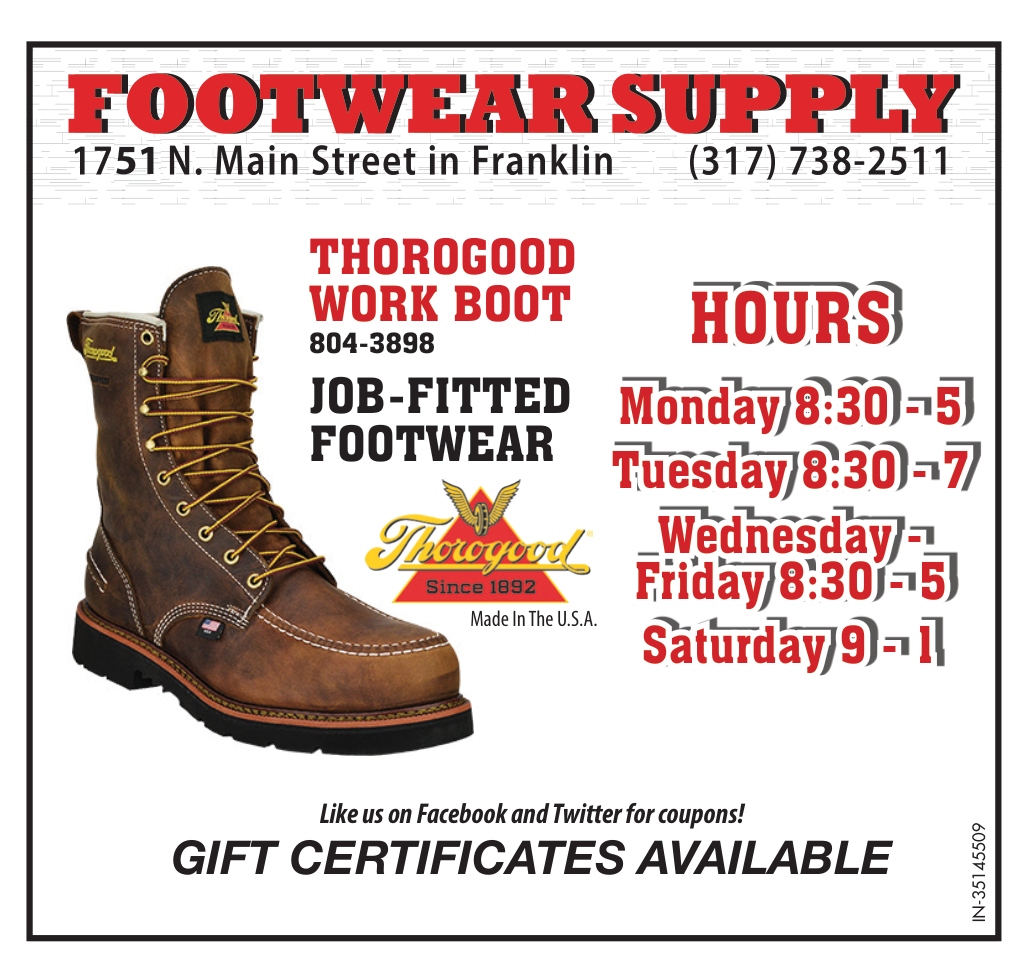 FOOTWEAR SUPPLY
1751 N. Main Street in Franklin (317) 738-2511
THOROGOOD
WORK BOOT
804-3898
JOB-FITTED
FOOTWEAR
Thorogood
Thorogood
Thorogood
Since 1892
Made In The U.S.A.
HOURS
Monday 8:30 - 5
Tuesday 8:30 - 7
Wednesday -
Friday 8:30 - 5
Saturday 9 - 1
Like us on Facebook and Twitter for coupons!
GIFT CERTIFICATES AVAILABLE
IN-35145509